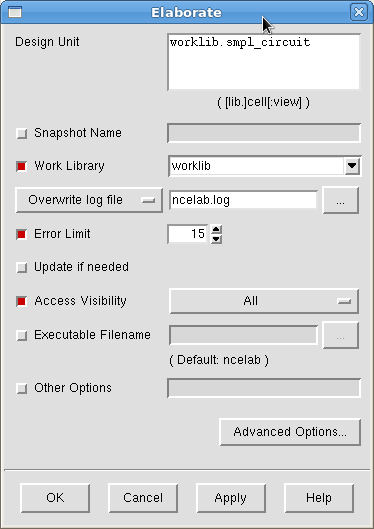 Elaborate
Design Unit
worklib.smpl_circuit
( [lib.]cell[:view] )
Snapshot Name
Work Library worklib
Overwrite log file ncelab.log ...
Error Limit 15
Update if needed
Access Visibility All
Executable Filename ...
( Default: ncelab )
Other Options
Advanced Options...
OK Cancel Apply Help